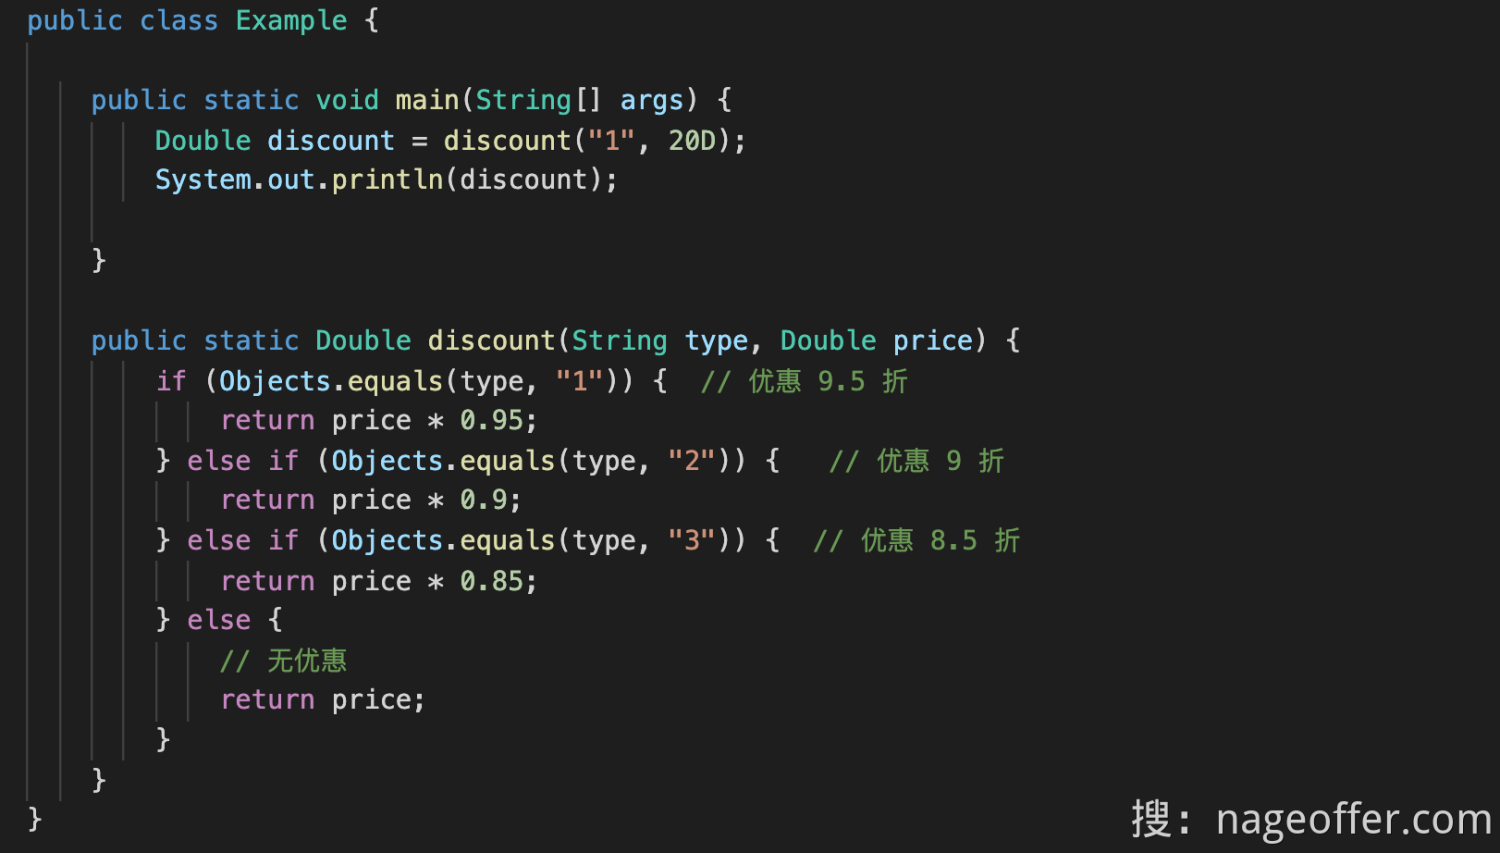 public class Example {
public static void main(String[] args) {
Double discount = discount("1", 20D);
System.out.println(discount);
}
public static Double discount(String type, Double price) {
if (Objects.equals(type, "1")) {  // 优惠 9.5 折
return price * 0.95;
} else if (Objects.equals(type, "2")) {   // 优惠 9 折
return price * 0.9;
} else if (Objects.equals(type, "3")) {  // 优惠 8.5 折
return price * 0.85;
} else {
// 无优惠
return price;
}
}
}
搜：nageoffer.com